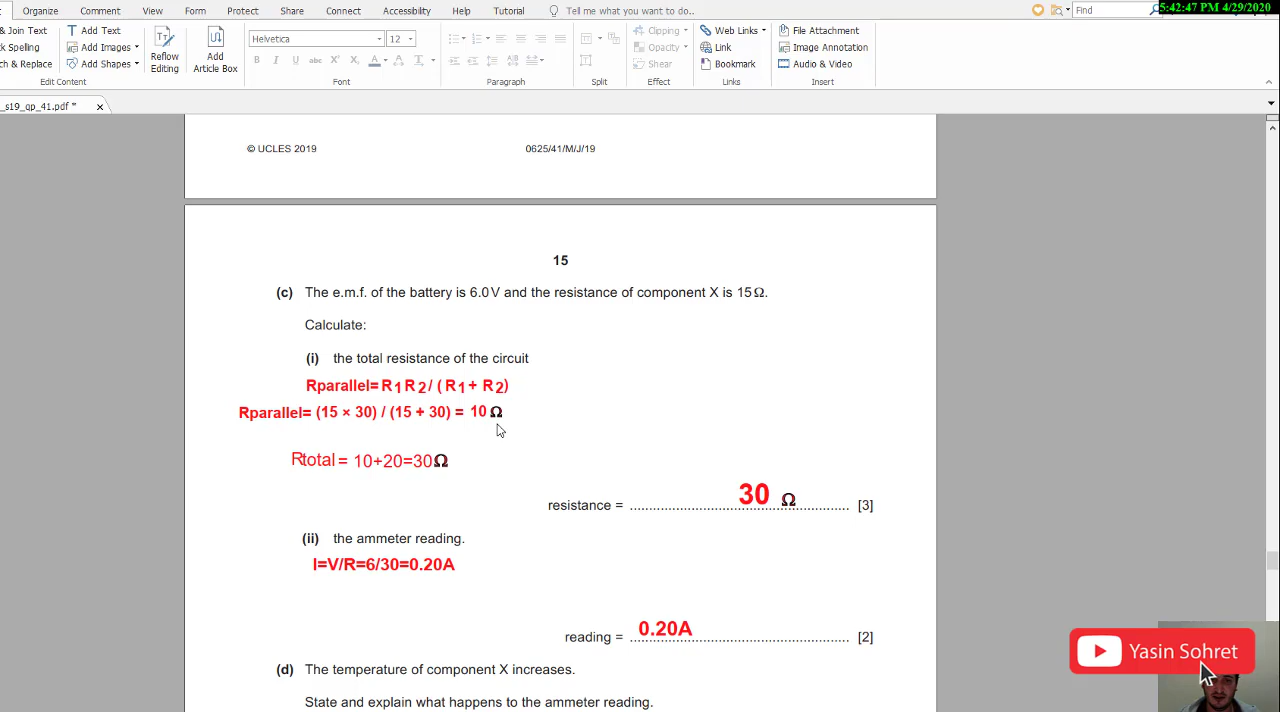 5:42:47 PM 4/29/2020
Organize Comment View Form Protect Share Connect Accessibility Help Tutorial Tell me what you want to do.. Find
Join Text Add Text
Spelling Add Images
& Replace Add Shapes
Reflow Editing
Add Article Box
Helvetica 12
B I U abc X² X₂ A
Clipping
Opacity
Shear
Web Links
Link
Bookmark
File Attachment
Image Annotation
Audio & Video
Edit Content Font Paragraph Split Effect Links Insert
_s19_qp_41.pdf *
© UCLES 2019 0625/41/M/J/19
15
(c) The e.m.f. of the battery is 6.0V and the resistance of component X is 15Ω.
Calculate:
(i) the total resistance of the circuit
Rparallel= R1 R2 / ( R1 + R2)
Rparallel= (15 × 30) / (15 + 30) = 10 Ω
Rtotal = 10+20=30Ω
30 Ω
resistance = ........................................................ [3]
(ii) the ammeter reading.
I=V/R=6/30=0.20A
0.20A
reading = ........................................................ [2]
(d) The temperature of component X increases.
State and explain what happens to the ammeter reading.
Yasin Sohret